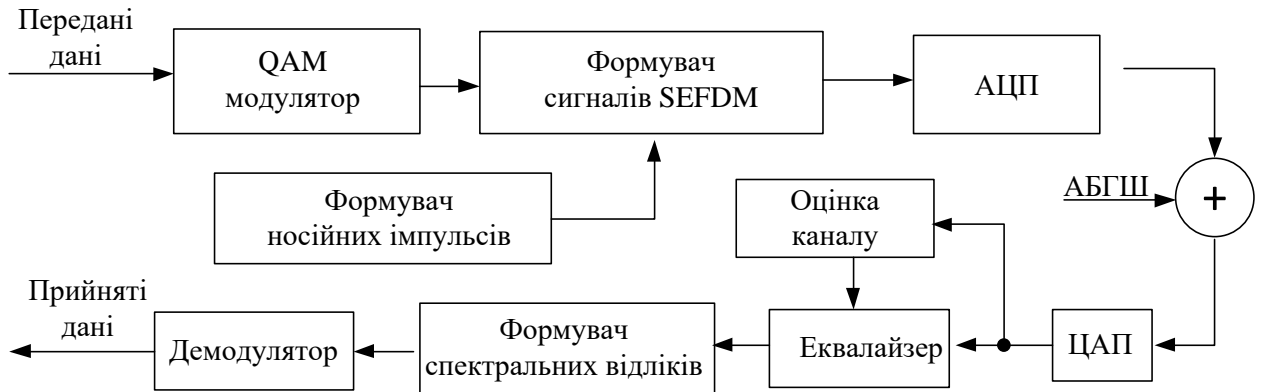 Передані
дані
QAM
модулятор
Формувач
сигналів SEFDM
АЦП
Формувач
носійних імпульсів
Оцінка
каналу
АБГШ
+
Прийняті
дані
Демодулятор
Формувач
спектральних відліків
Еквалайзер
ЦАП